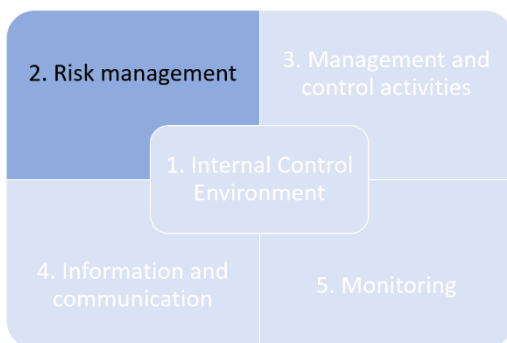 2. Risk management
3. Management and
control activities
1. Internal Control
Environment
4. Information and
communication
5. Monitoring